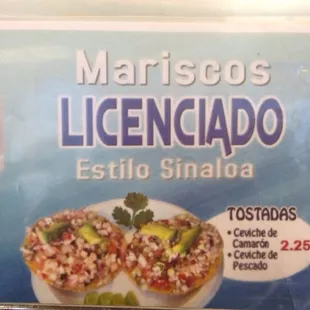 Mariscos
LICENCIADO
Estilo Sinaloa
TOSTADAS
• Ceviche de
Camarón 2.25
• Ceviche de
Pescado